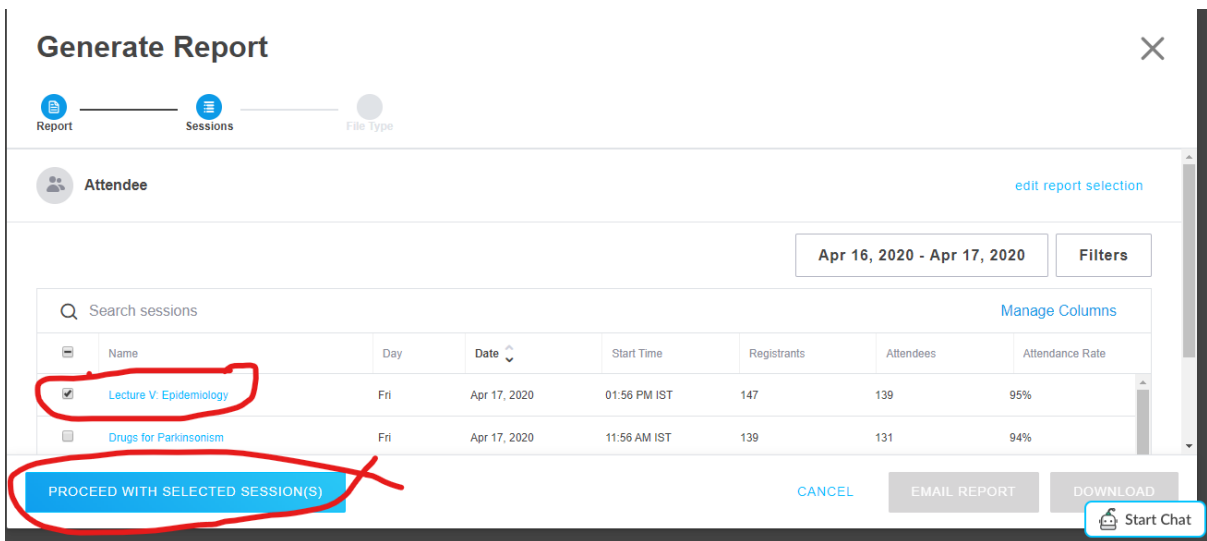 Generate Report
Report Sessions File Type
Attendee edit report selection
Apr 16, 2020 - Apr 17, 2020 Filters
Search sessions Manage Columns
Name Day Date Start Time Registrants Attendees Attendance Rate
Lecture V: Epidemiology Fri Apr 17, 2020 01:56 PM IST 147 139 95%
Drugs for Parkinsonism Fri Apr 17, 2020 11:56 AM IST 139 131 94%
PROCEED WITH SELECTED SESSION(S) CANCEL EMAIL REPORT DOWNLOAD
Start Chat